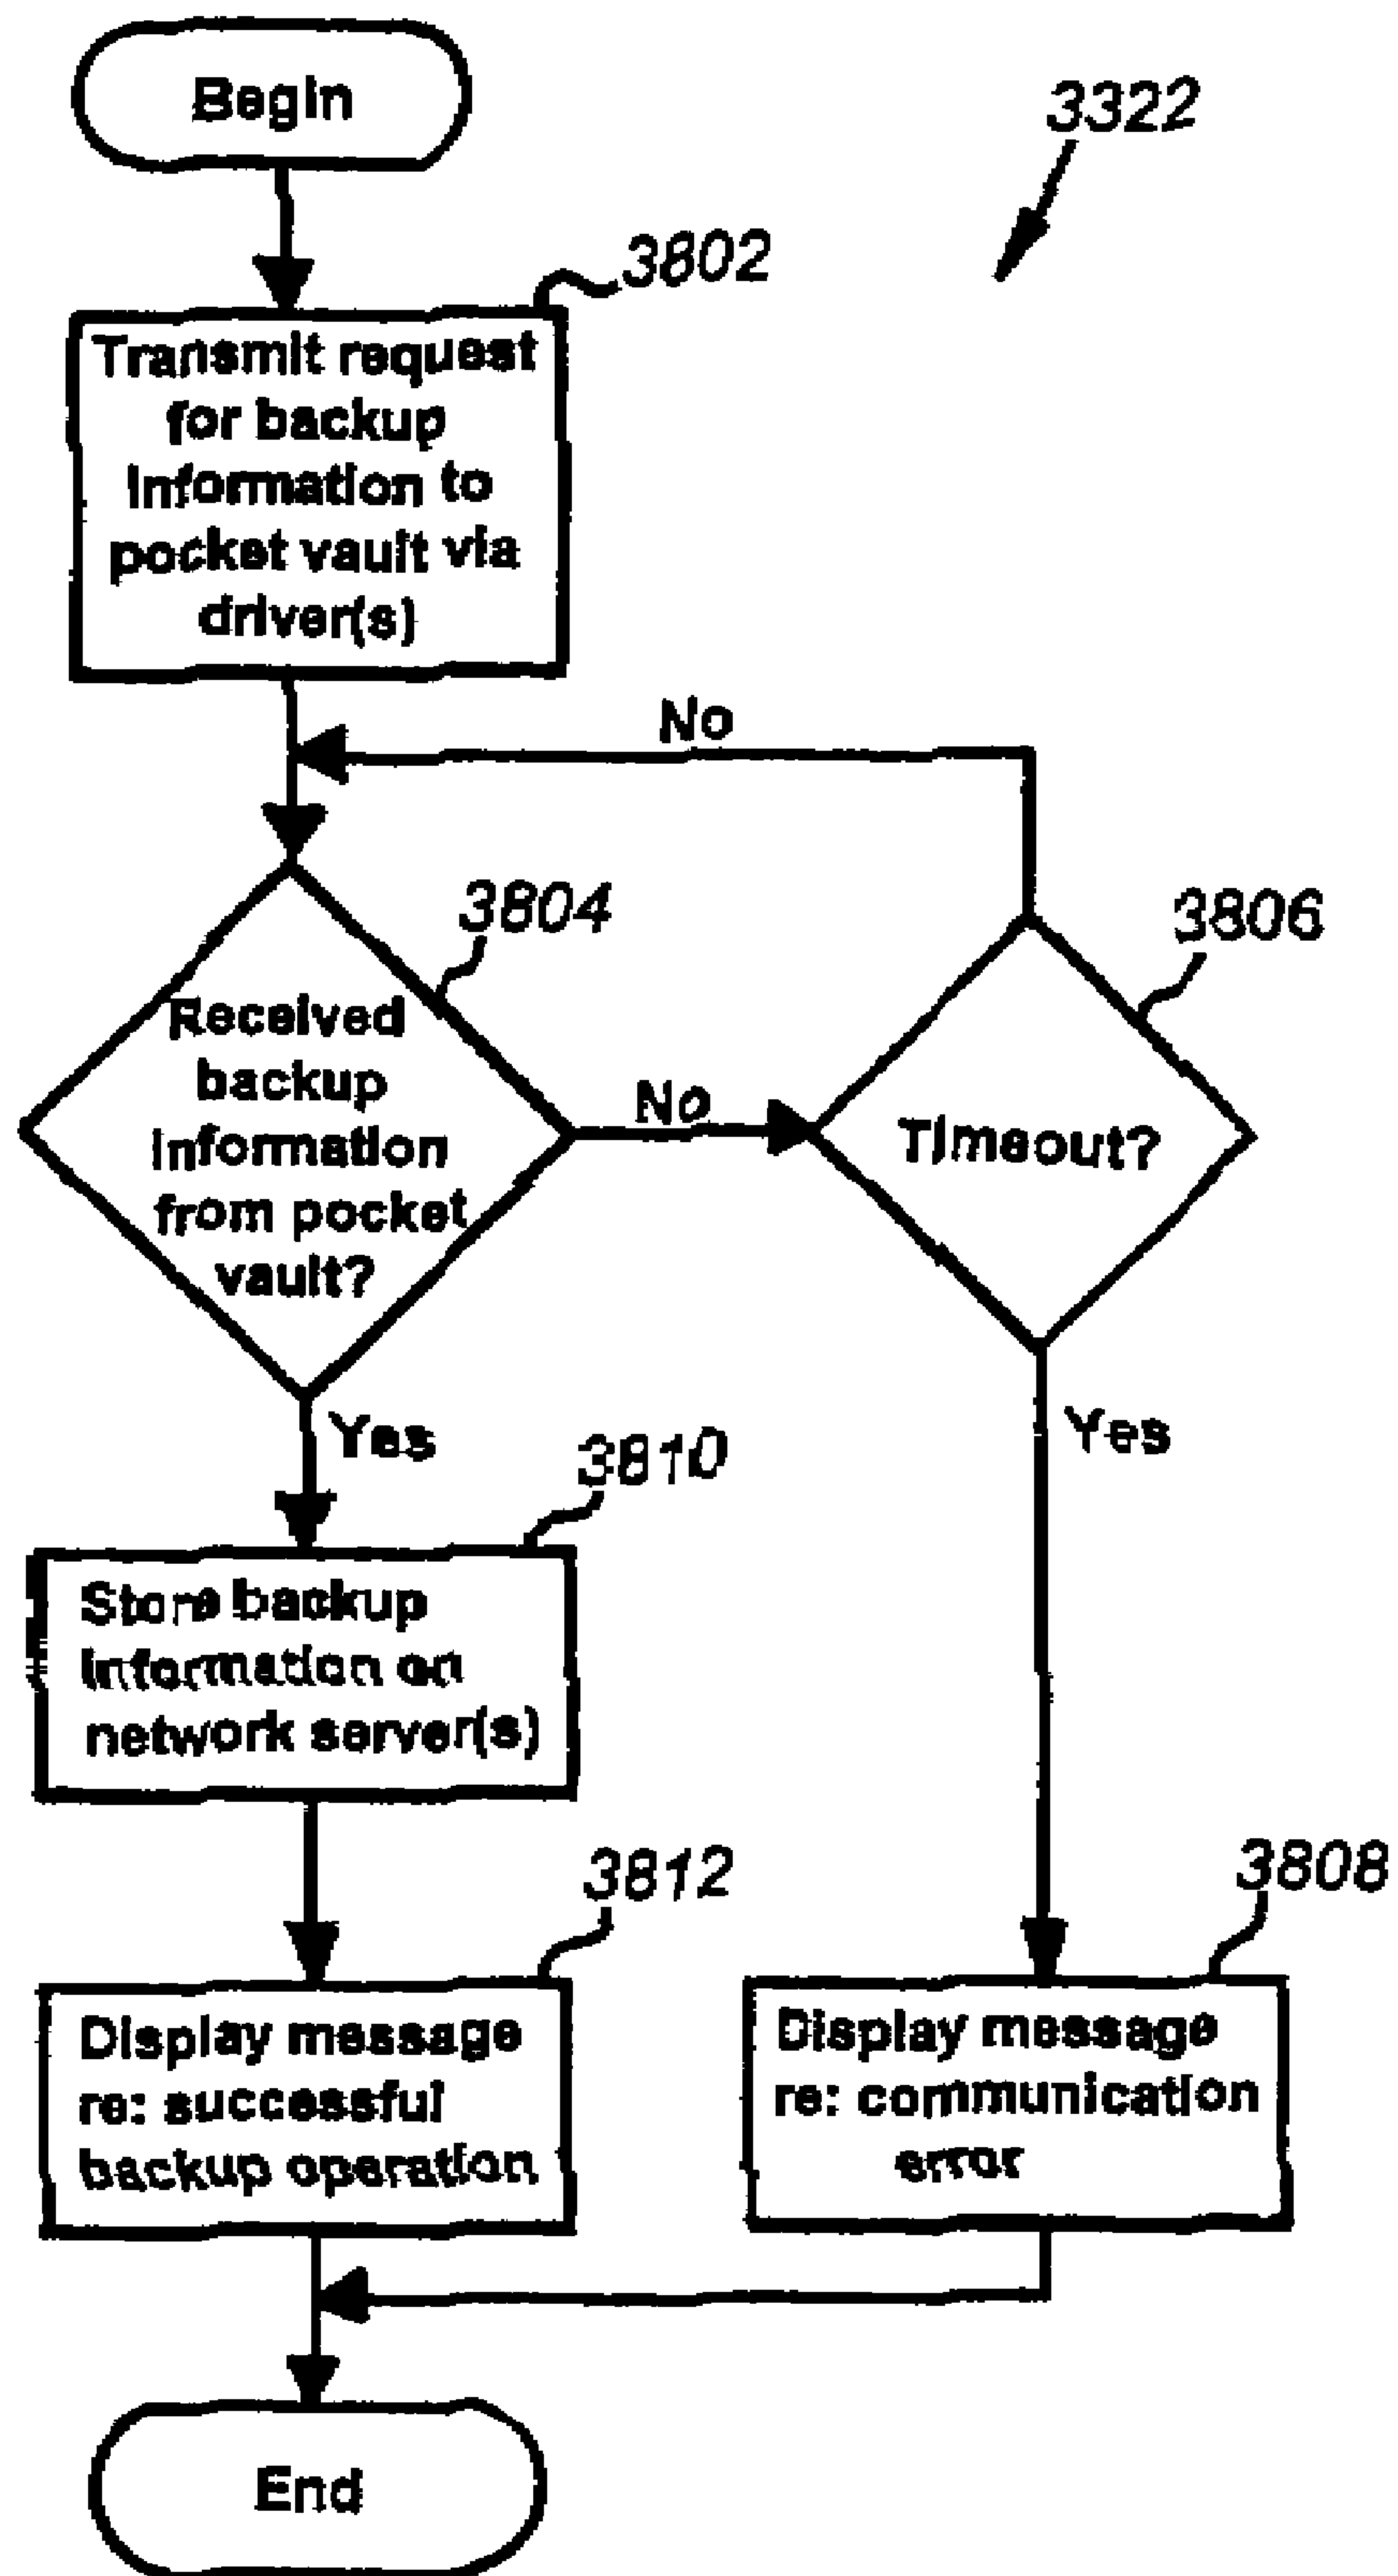 Begin
3322
3802
Transmit request
for backup
information to
pocket vault via
driver(s)
No
3804
3806
Received
backup
information
from pocket
vault?
No
Timeout?
Yes
Yes
3810
Store backup
information on
network server(s)
3812
3808
Display message
re: successful
backup operation
Display message
re: communication
error
End